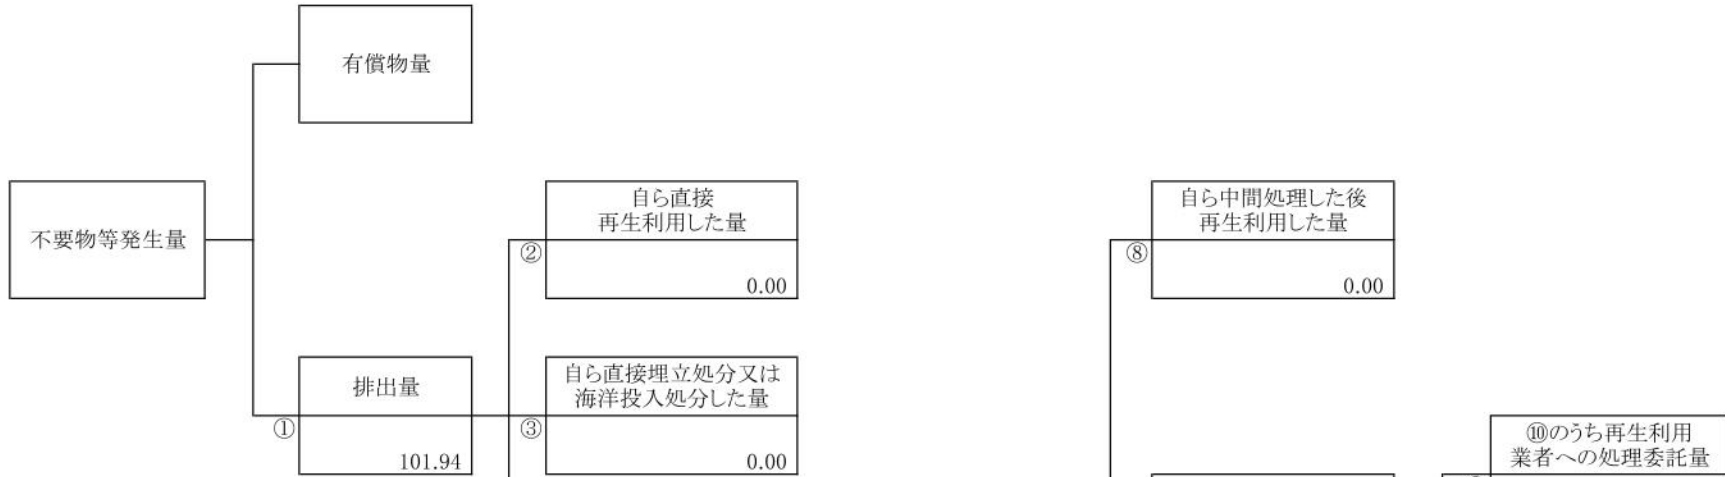 有償物量
不要物等発生量
自ら直接
再生利用した量
②
0.00
自ら中間処理した後
再生利用した量
⑧
0.00
排出量
①
101.94
自ら直接埋立処分又は
海洋投入処分した量
③
0.00
⑩のうち再生利用
業者への処理委託量